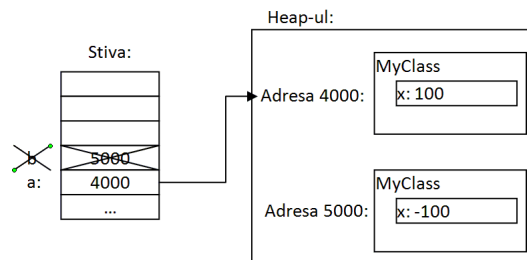 Heap-ul:
Stiva:
MyClass
x: 100
Adresa 4000:
b
5000
a:
4000
...
MyClass
x: -100
Adresa 5000: